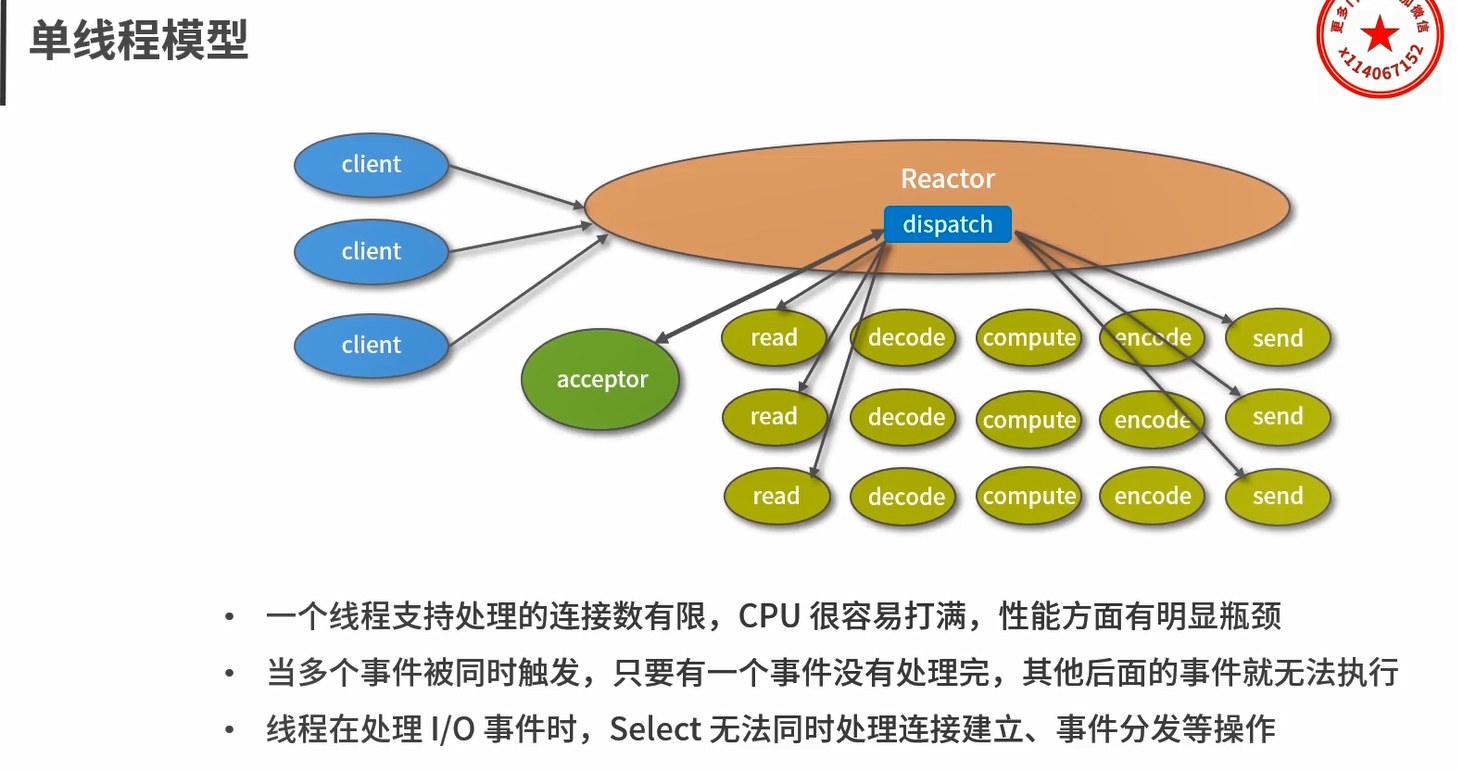 单线程模型
x114067152
client
client
client
Reactor
dispatch
acceptor
read decode compute encode send
read decode compute encode send
read decode compute encode send
• 一个线程支持处理的连接数有限，CPU 很容易打满，性能方面有明显瓶颈
• 当多个事件被同时触发，只要有一个事件没有处理完，其他后面的事件就无法执行
• 线程在处理 I/O 事件时，Select 无法同时处理连接建立、事件分发等操作